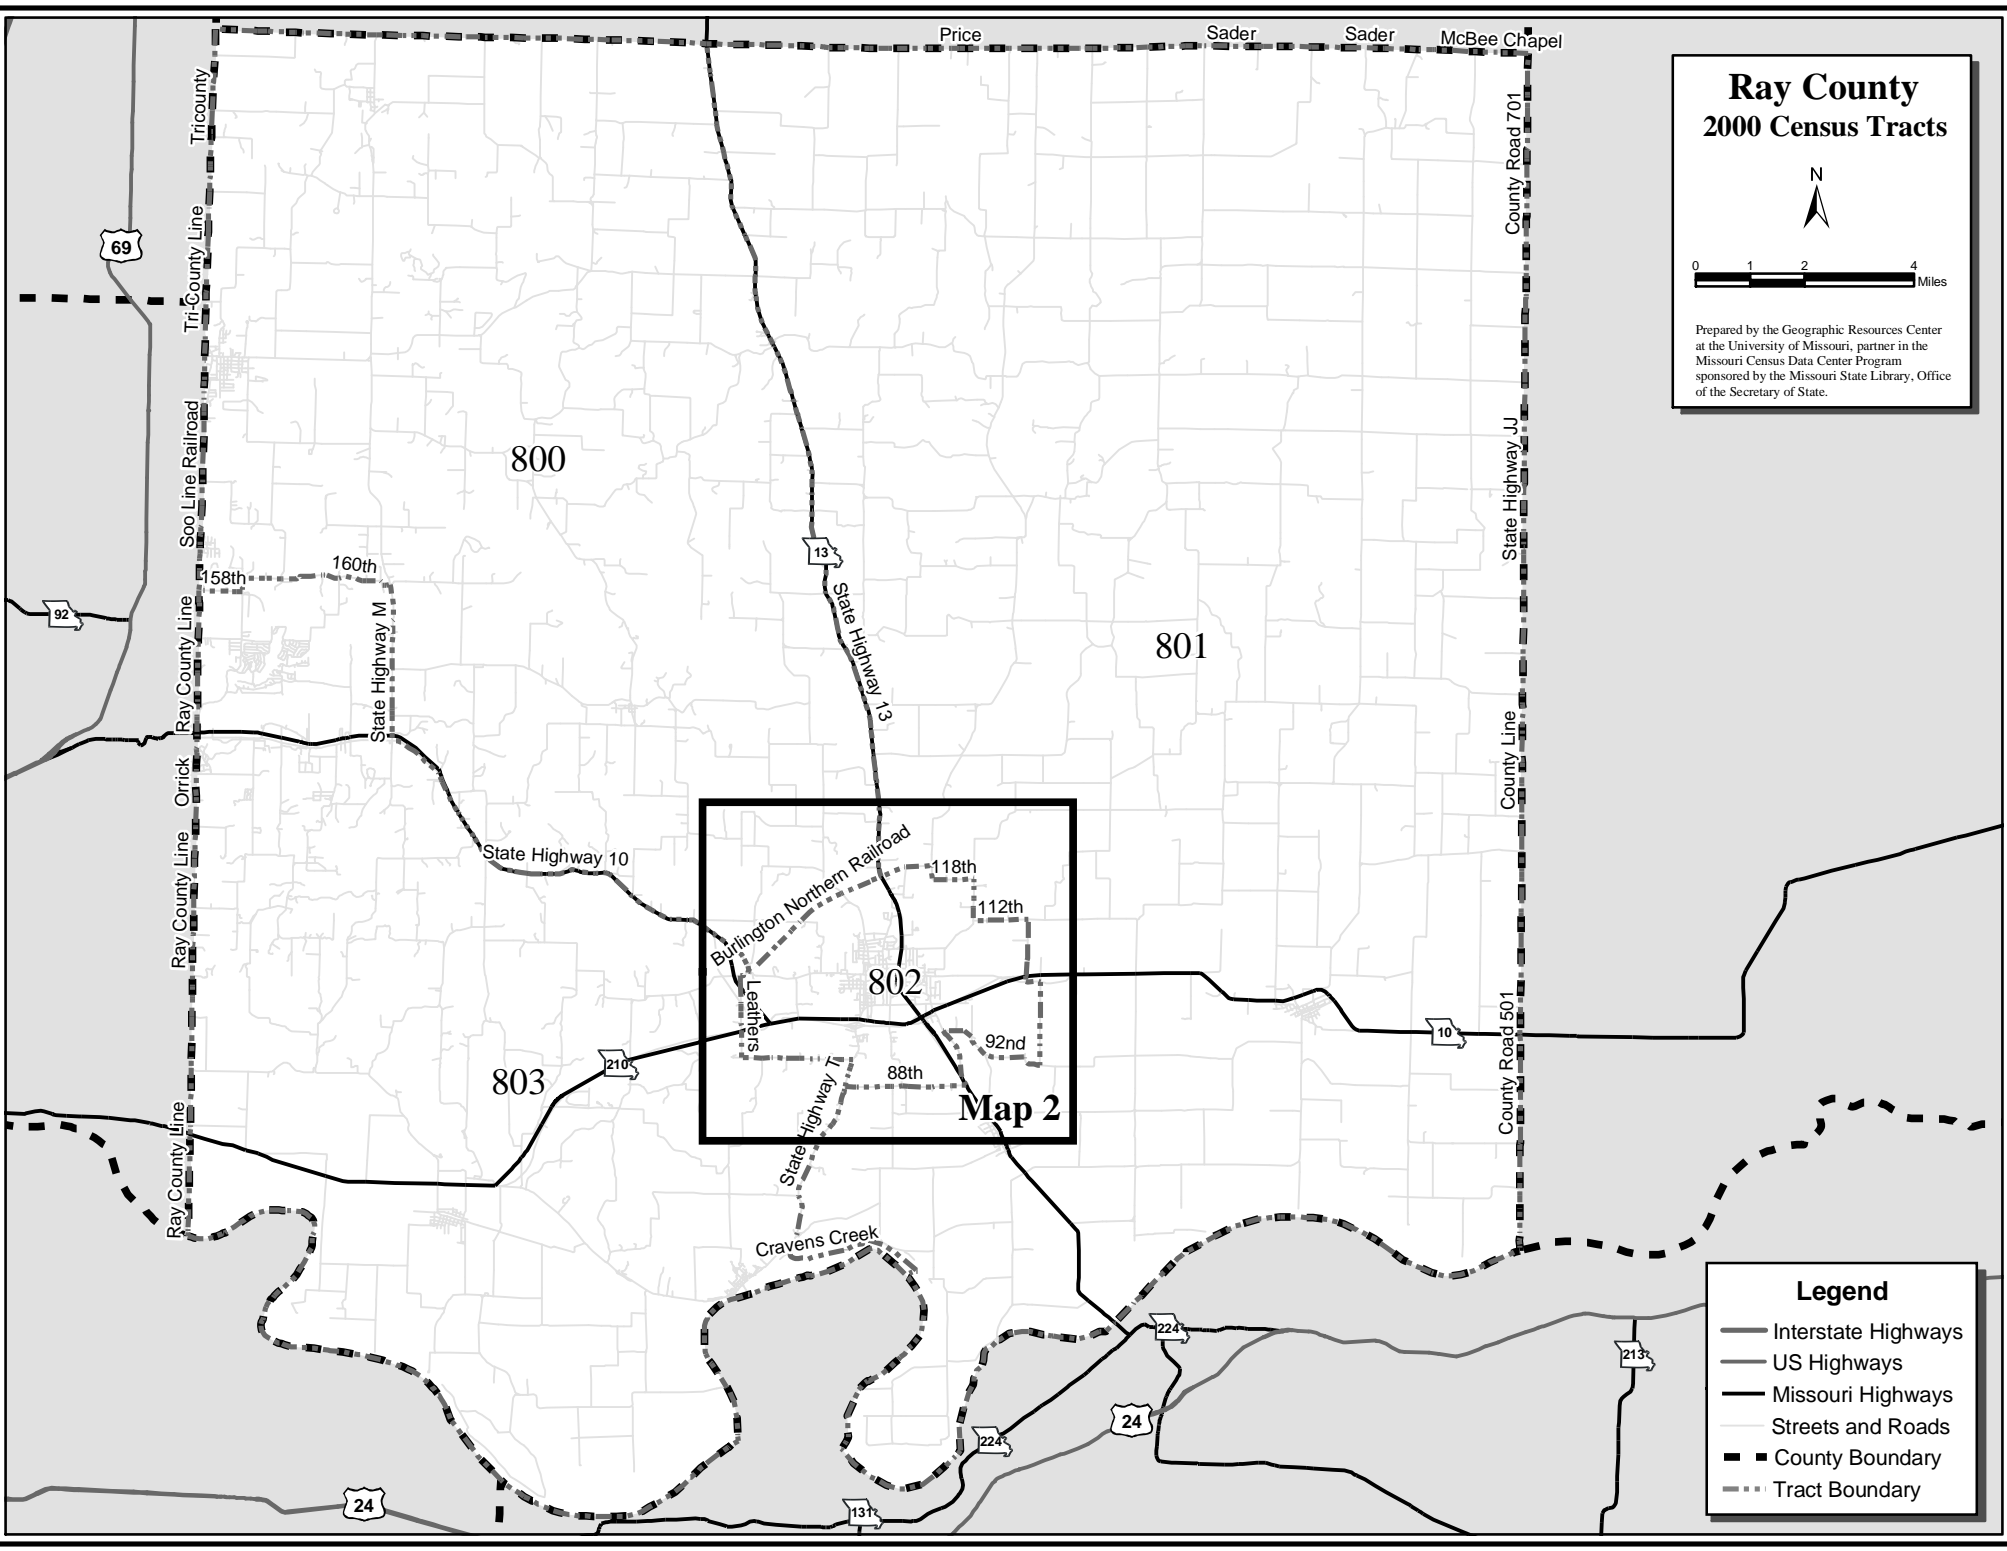 Price
Sader
Sader
McBee Chapel
Ray County
2000 Census Tracts
N
0 1 2 4
Miles
Prepared by the Geographic Resources Center
at the University of Missouri, partner in the
Missouri Census Data Center Program
sponsored by the Missouri State Library, Office
of the Secretary of State.
Tricounty
County Road 701
69
Tri-County Line
Soo Line Railroad
State Highway JJ
800
13
160th
158th
92
State Highway M
State Highway 13
Ray County Line
801
County Line
Orrick
Ray County Line
State Highway 10
Burlington Northern Railroad
118th
112th
802
Leathers
10
County Road 501
92nd
210
803
88th
State Highway T
Map 2
Ray County Line
Cravens Creek
224
213
24
224
24
131
Legend
Interstate Highways
US Highways
Missouri Highways
Streets and Roads
County Boundary
Tract Boundary